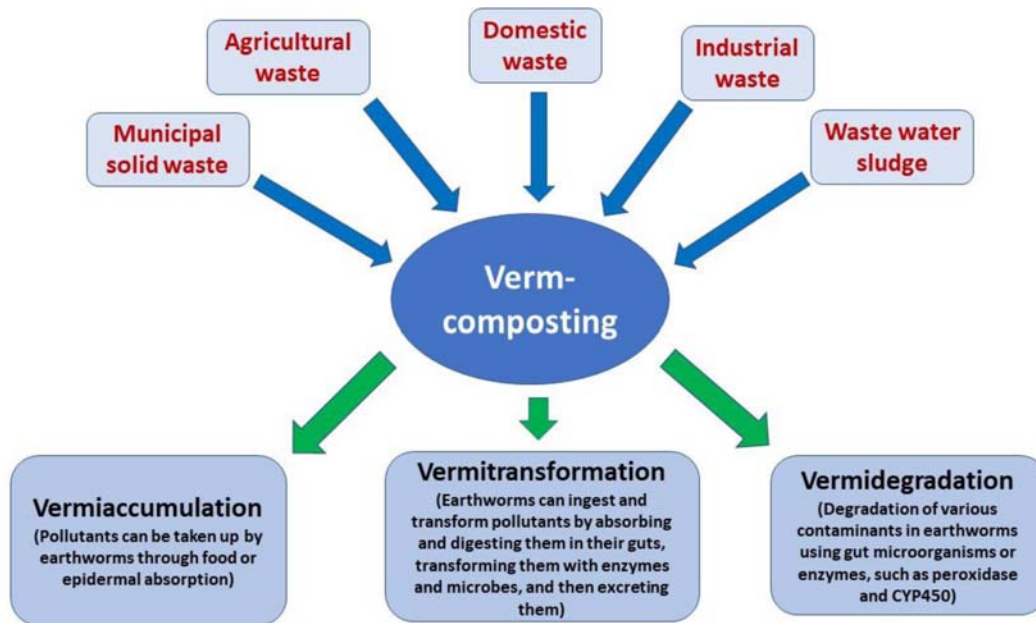 Municipal
solid waste
Agricultural
waste
Domestic
waste
Industrial
waste
Waste water
sludge
Verm-
composting
Vermiaccumulation
(Pollutants can be taken up by
earthworms through food or
epidermal absorption)
Vermitransformation
(Earthworms can ingest and
transform pollutants by absorbing
and digesting them in their guts,
transforming them with enzymes
and microbes, and then excreting
them)
Vermidegradation
(Degradation of various
contaminants in earthworms
using gut microorganisms or
enzymes, such as peroxidase
and CYP450)